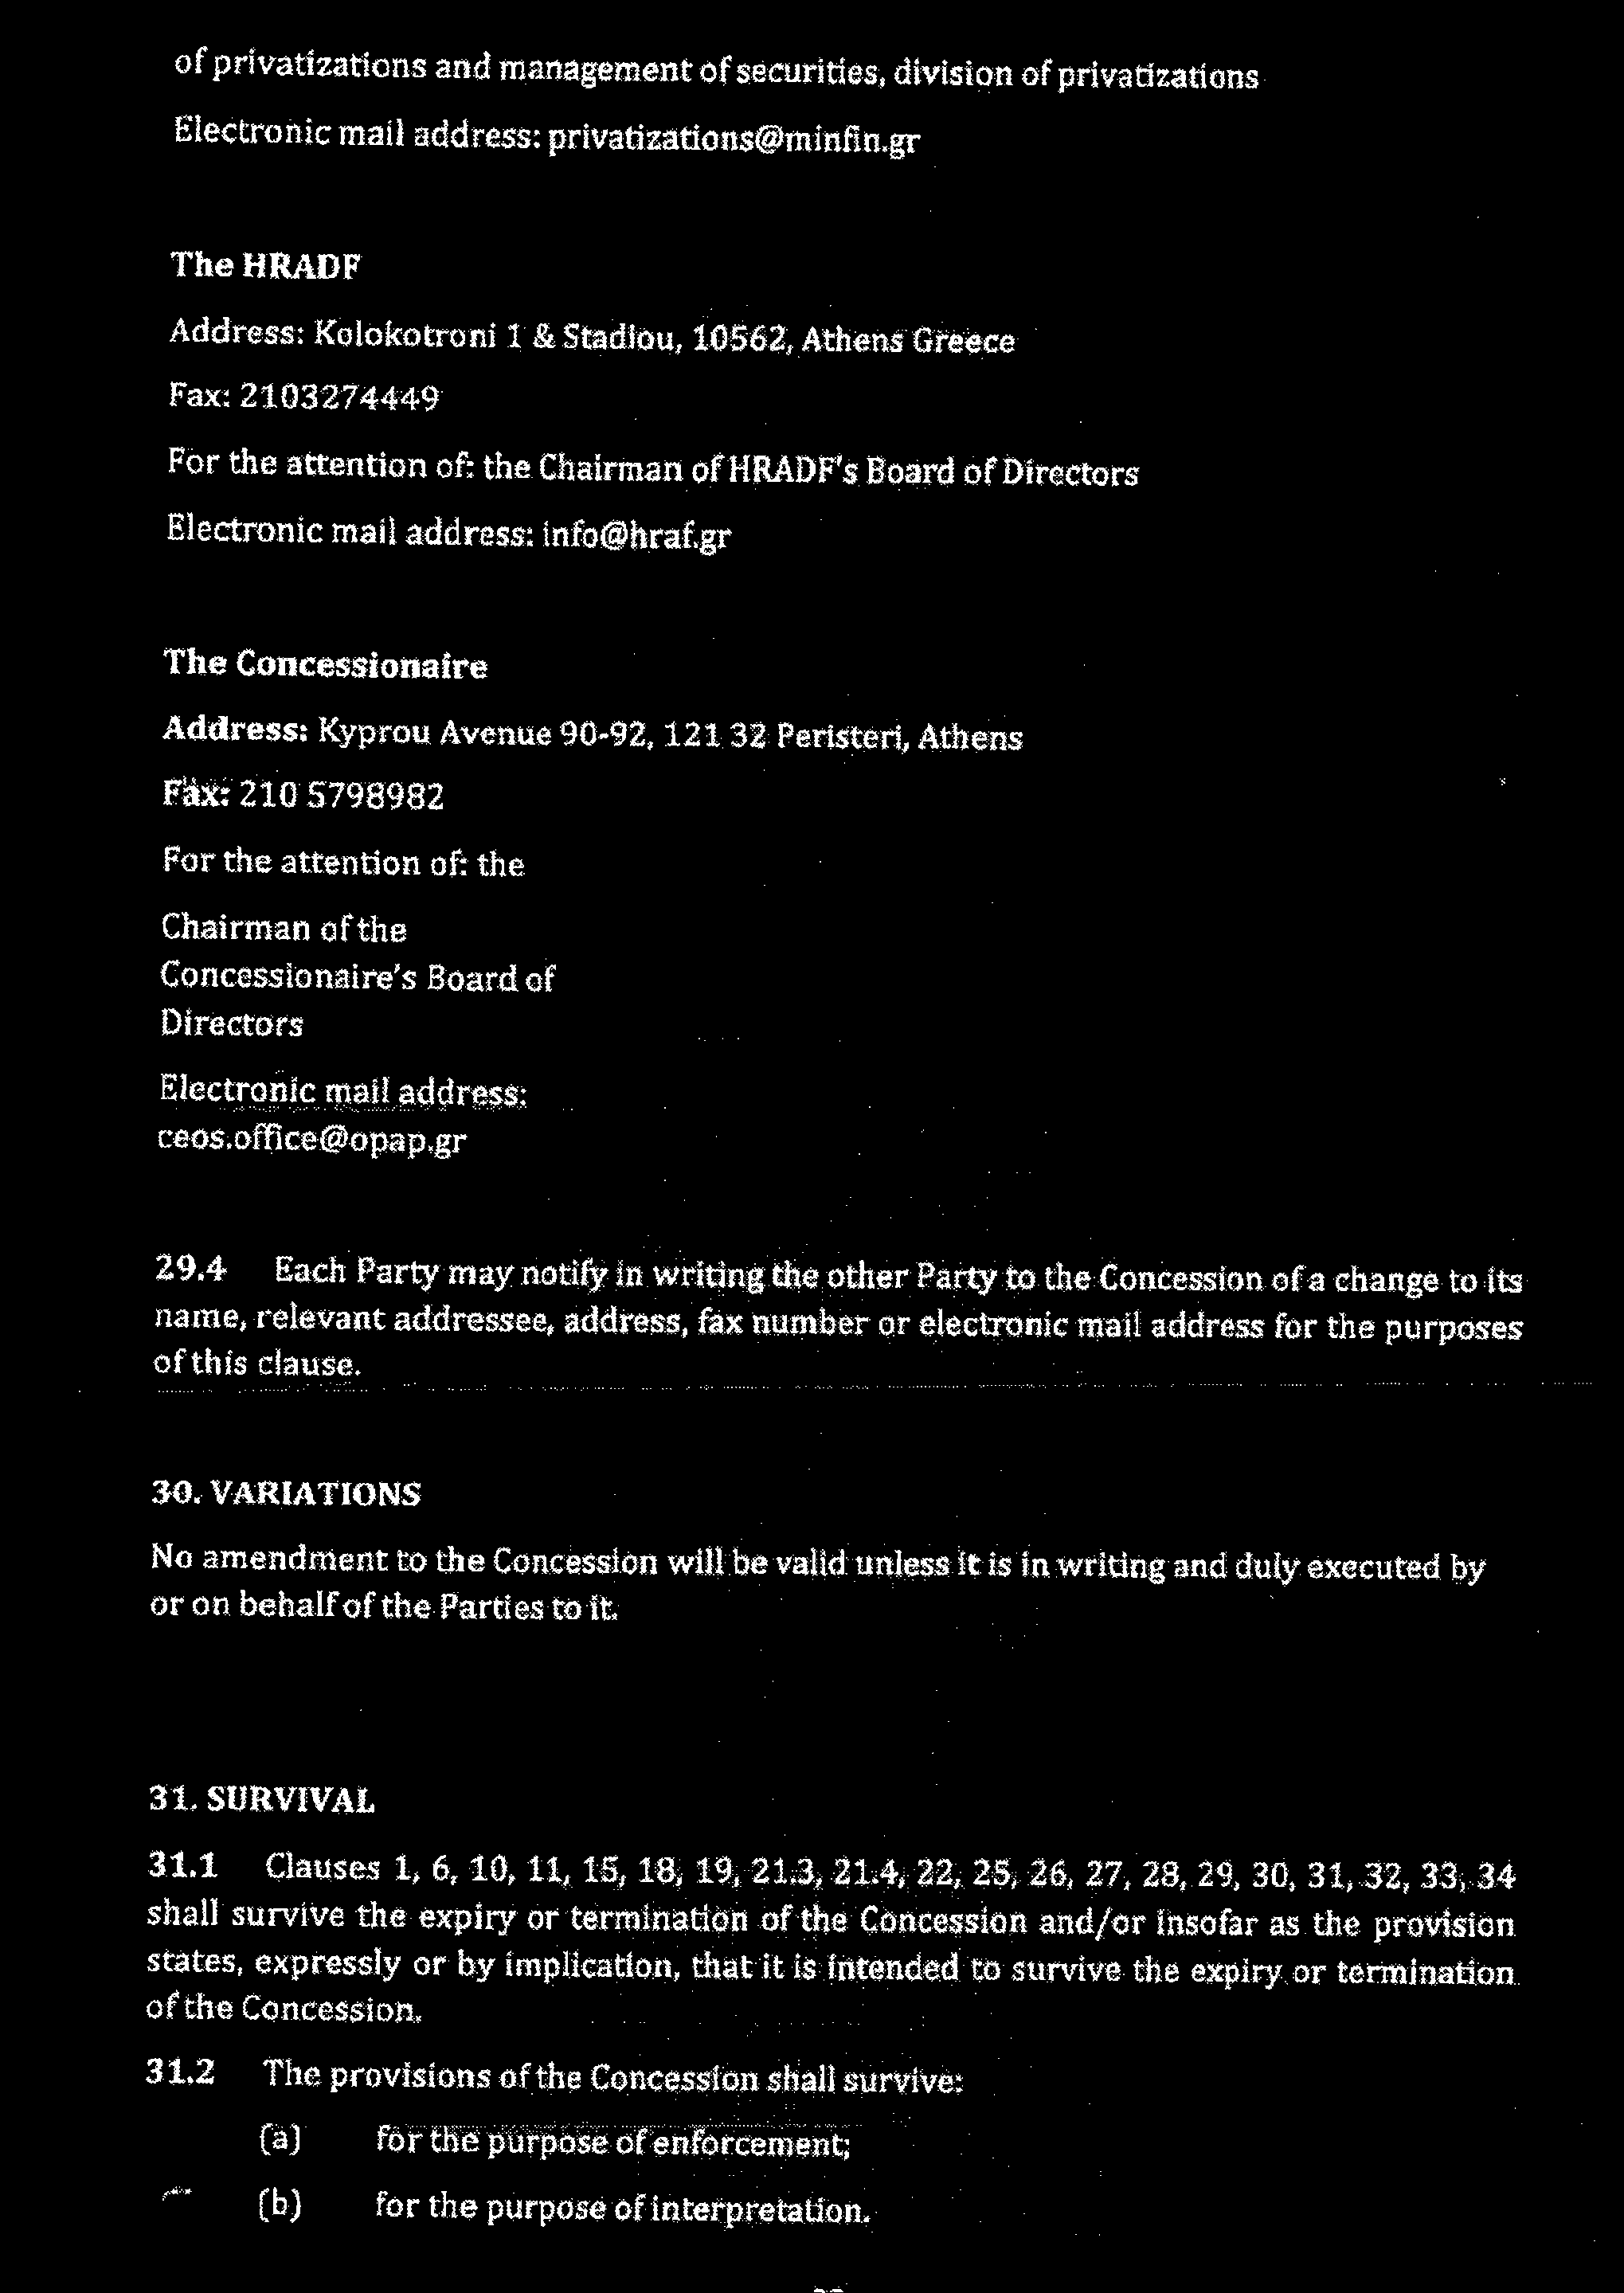 of privatizations and management of securities, division of privatizations
Electronic mail address: privatizations@minfin.gr
The HRADF
Address: Kolokotroni 1 & Stadiou, 10562, Athens Greece
Fax: 2103274449
For the attention of: the Chairman of HRADF's Board of Directors
Electronic mail address: info@hraf.gr
The Concessionaire
Address: Kyprou Avenue 90-92, 121 32 Peristeri, Athens
Fax: 210 5798982
For the attention of: the
Chairman of the
Concessionaire's Board of
Directors
Electronic mail address:
ceos.office@opap.gr
29.4 Each Party may notify in writing the other Party to the Concession of a change to its
name, relevant addressee, address, fax number or electronic mail address for the purposes
of this clause.
30. VARIATIONS
No amendment to the Concession will be valid unless it is in writing and duly executed by
or on behalf of the Parties to it.
31. SURVIVAL
31.1 Clauses 1, 6, 10, 11, 15, 18, 19, 21.3, 21.4, 22, 25, 26, 27, 28, 29, 30, 31, 32, 33, 34
shall survive the expiry or termination of the Concession and/or insofar as the provision
states, expressly or by implication, that it is intended to survive the expiry or termination
of the Concession.
31.2 The provisions of the Concession shall survive:
(a) for the purpose of enforcement;
(b) for the purpose of interpretation.